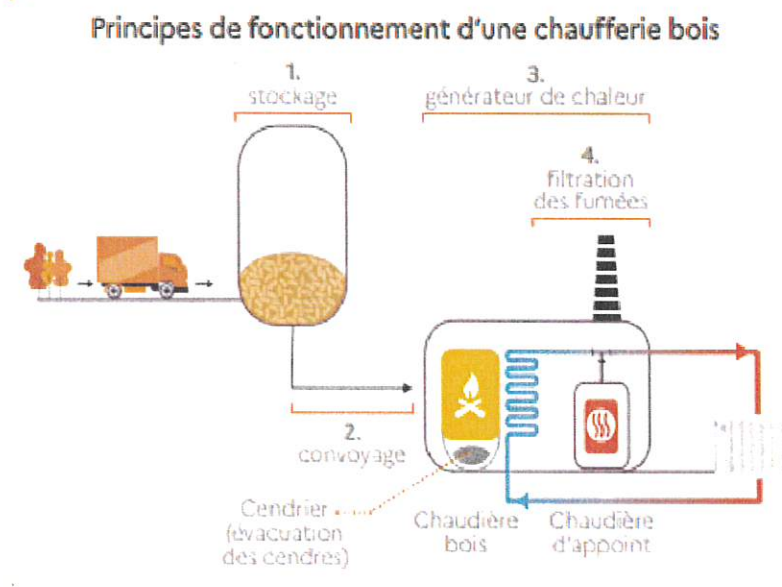 Principes de fonctionnement d'une chaufferie bois
1.
stockage
3.
générateur de chaleur
4.
filtration
des fumées
2.
convoyage
Cendrier
(évacuation
des cendres)
Chaudière
bois
Chaudière
d'appoint